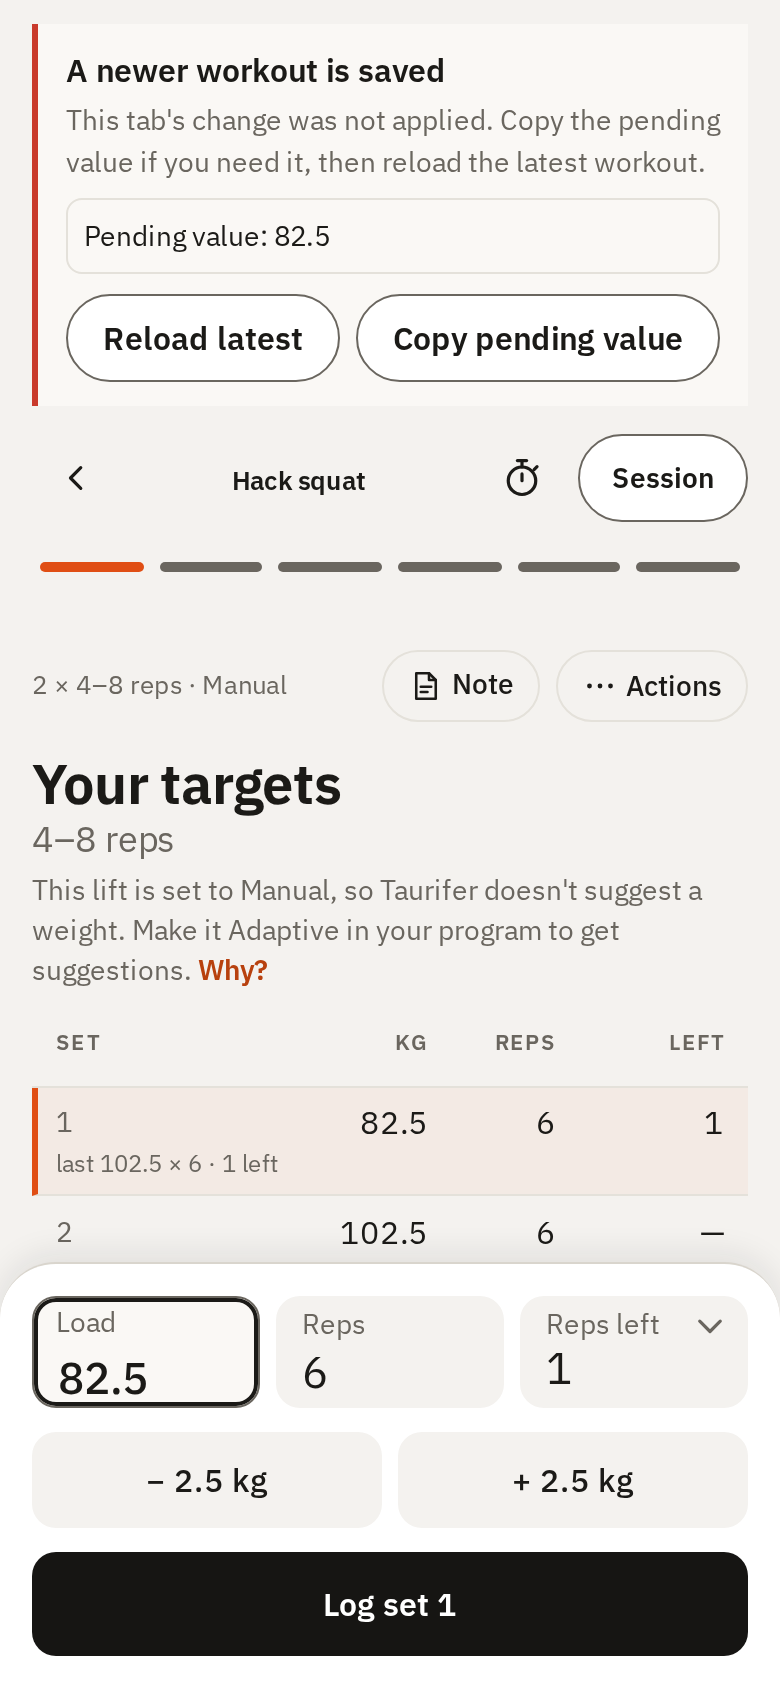 A newer workout is saved
This tab's change was not applied. Copy the pending
value if you need it, then reload the latest workout.
Pending value: 82.5
Reload latest
Copy pending value
Hack squat
Session
2 × 4–8 reps · Manual
Note
Actions
Your targets
4–8 reps
This lift is set to Manual, so Taurifer doesn't suggest a
weight. Make it Adaptive in your program to get
suggestions. Why?
SET KG REPS LEFT
1 82.5 6 1
last 102.5 × 6 · 1 left
2 102.5 6 –
Load Reps Reps left
82.5 6 1
– 2.5 kg + 2.5 kg
Log set 1